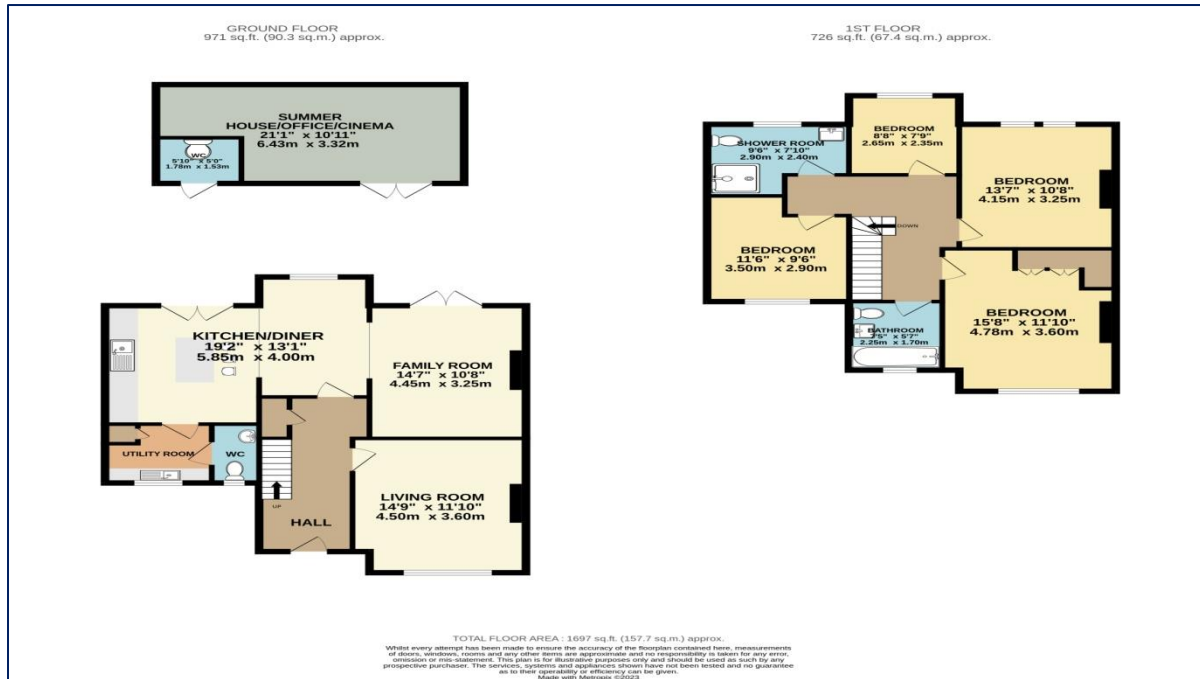 GROUND FLOOR
971 sq.ft. (90.3 sq.m.) approx.
SUMMER
HOUSE/OFFICE/CINEMA
21'1" x 10'11"
6.43m x 3.32m
WC
5'10" x 5'0"
1.78m x 1.53m
KITCHEN/DINER
19'2" x 13'1"
5.85m x 4.00m
FAMILY ROOM
14'7" x 10'8"
4.45m x 3.25m
UTILITY ROOM
WC
UP
HALL
LIVING ROOM
14'9" x 11'10"
4.50m x 3.60m
1ST FLOOR
726 sq.ft. (67.4 sq.m.) approx.
SHOWER ROOM
9'6" x 7'10"
2.90m x 2.40m
BEDROOM
8'8" x 7'9"
2.65m x 2.35m
BEDROOM
13'7" x 10'8"
4.15m x 3.25m
DOWN
BEDROOM
11'6" x 9'6"
3.50m x 2.90m
BATHROOM
7'5" x 5'7"
2.25m x 1.70m
BEDROOM
15'8" x 11'10"
4.78m x 3.60m
TOTAL FLOOR AREA : 1697 sq.ft. (157.7 sq.m.) approx.
Whilst every attempt has been made to ensure the accuracy of the floorplan contained here, measurements
of doors, windows, rooms and any other items are approximate and no responsibility is taken for any error,
omission or mis-statement. This plan is for illustrative purposes only and should be used as such by any
prospective purchaser. The services, systems and appliances shown have not been tested and no guarantee
as to their operability or efficiency can be given.
Made with Metropix ©2023